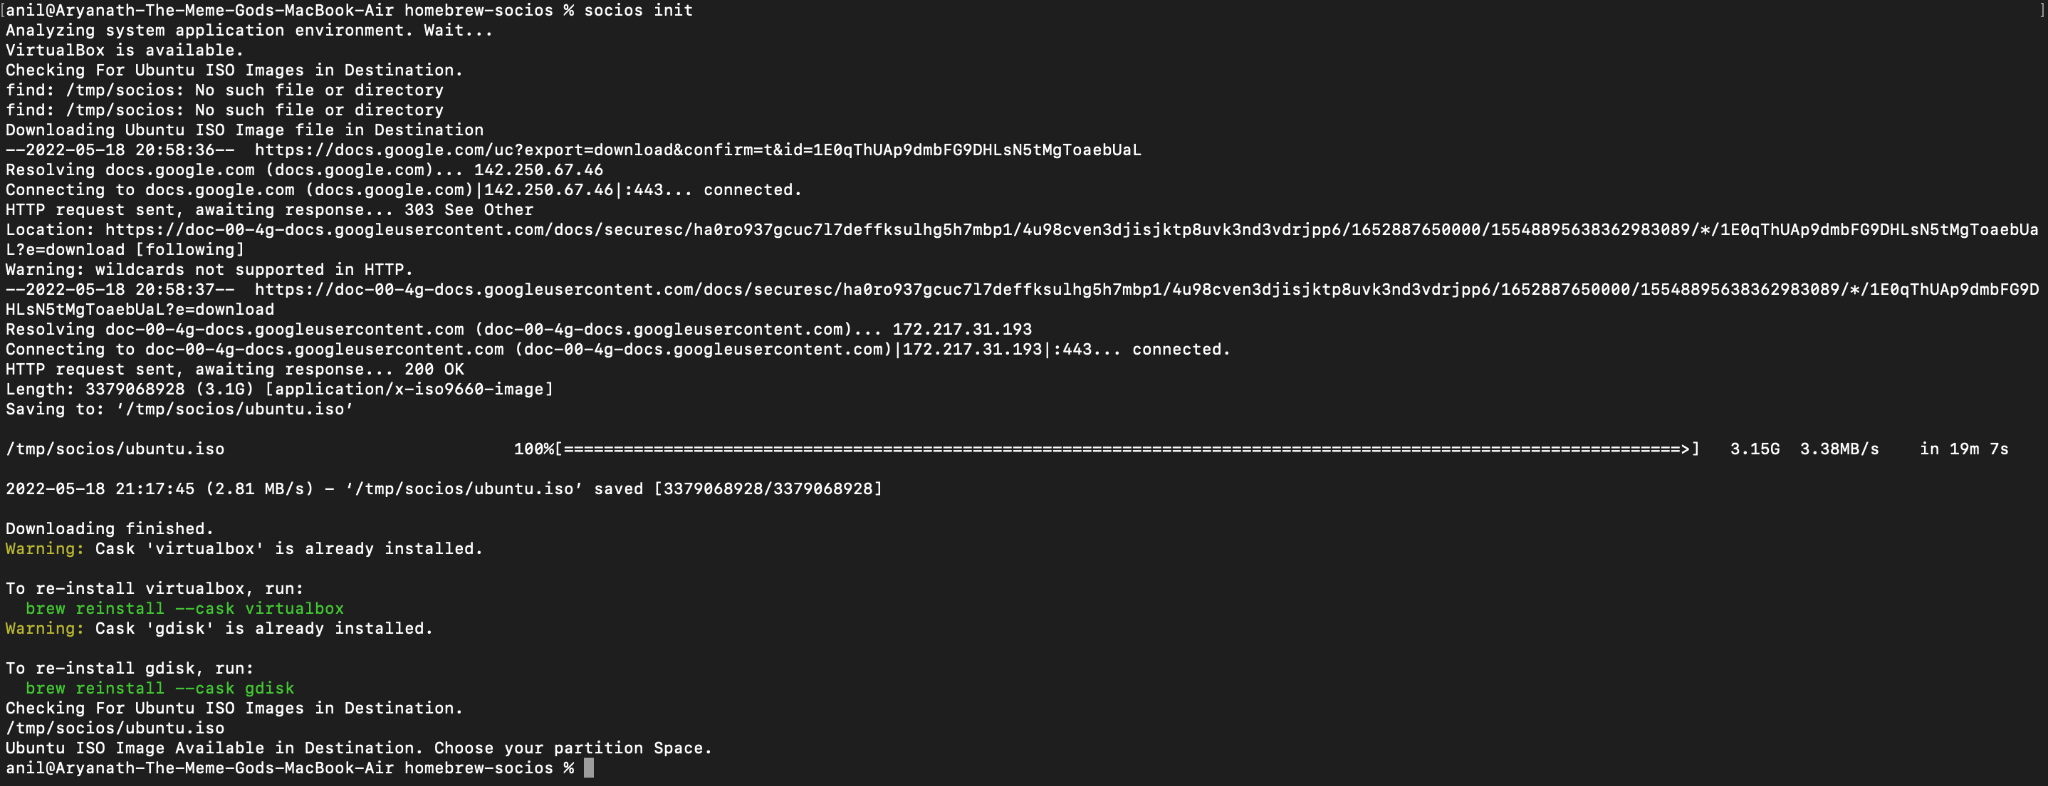 [anil@Aryanath-The-Meme-Gods-MacBook-Air homebrew-socios % socios init ]
Analyzing system application environment. Wait...
VirtualBox is available.
Checking For Ubuntu ISO Images in Destination.
find: /tmp/socios: No such file or directory
find: /tmp/socios: No such file or directory
Downloading Ubuntu ISO Image file in Destination
--2022-05-18 20:58:36--  https://docs.google.com/uc?export=download&confirm=t&id=1E0qThUAp9dmbFG9DHLsN5tMgToaebUaL
Resolving docs.google.com (docs.google.com)... 142.250.67.46
Connecting to docs.google.com (docs.google.com)|142.250.67.46|:443... connected.
HTTP request sent, awaiting response... 303 See Other
Location: https://doc-00-4g-docs.googleusercontent.com/docs/securesc/ha0ro937gcuc7l7deffksulhg5h7mbp1/4u98cven3djisjktp8uvk3nd3vdrjpp6/1652887650000/15548895638362983089/*/1E0qThUAp9dmbFG9DHLsN5tMgToaebUa
L?e=download [following]
Warning: wildcards not supported in HTTP.
--2022-05-18 20:58:37--  https://doc-00-4g-docs.googleusercontent.com/docs/securesc/ha0ro937gcuc7l7deffksulhg5h7mbp1/4u98cven3djisjktp8uvk3nd3vdrjpp6/1652887650000/15548895638362983089/*/1E0qThUAp9dmbFG9D
HLsN5tMgToaebUaL?e=download
Resolving doc-00-4g-docs.googleusercontent.com (doc-00-4g-docs.googleusercontent.com)... 172.217.31.193
Connecting to doc-00-4g-docs.googleusercontent.com (doc-00-4g-docs.googleusercontent.com)|172.217.31.193|:443... connected.
HTTP request sent, awaiting response... 200 OK
Length: 3379068928 (3.1G) [application/x-iso9660-image]
Saving to: ‘/tmp/socios/ubuntu.iso’
/tmp/socios/ubuntu.iso 100%[================================================================================================================>] 3.15G 3.38MB/s in 19m 7s
2022-05-18 21:17:45 (2.81 MB/s) - ‘/tmp/socios/ubuntu.iso’ saved [3379068928/3379068928]
Downloading finished.
Warning: Cask 'virtualbox' is already installed.
To re-install virtualbox, run:
  brew reinstall --cask virtualbox
Warning: Cask 'gdisk' is already installed.
To re-install gdisk, run:
  brew reinstall --cask gdisk
Checking For Ubuntu ISO Images in Destination.
/tmp/socios/ubuntu.iso
Ubuntu ISO Image Available in Destination. Choose your partition Space.
anil@Aryanath-The-Meme-Gods-MacBook-Air homebrew-socios %